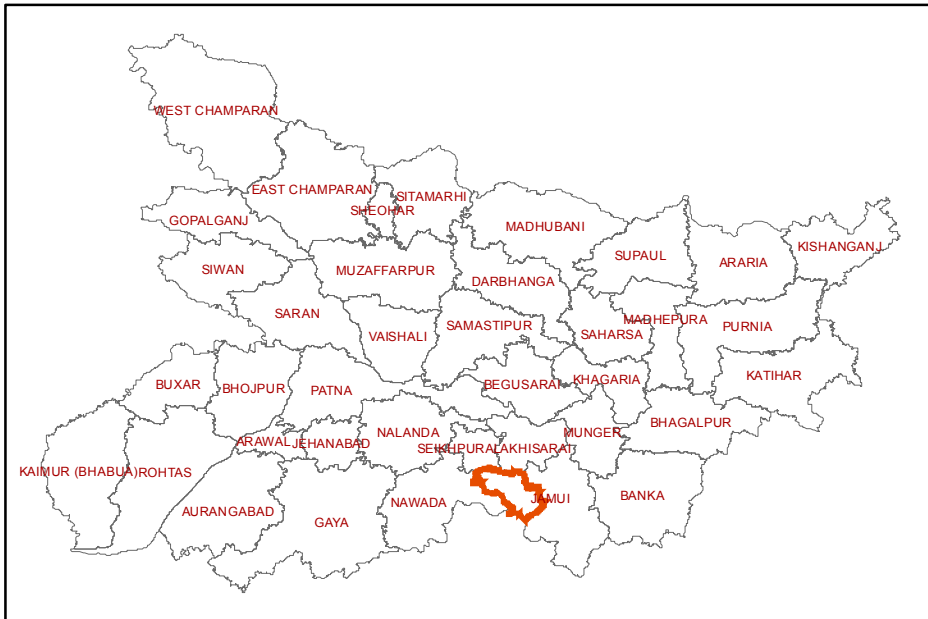 WEST CHAMPARAN
EAST CHAMPARAN
SITAMARHI
SHEOHAR
GOPALGANJ
MADHUBANI
KISHANGANJ
SUPAUL
ARARIA
SIWAN
MUZAFFARPUR
DARBHANGA
SARAN
MADHEPURA
VAISHALI
SAMASTIPUR
SAHARSA
PURNIA
BUXAR
BHOJPUR
PATNA
BEGUSARAI
KHAGARIA
KATIHAR
BHAGALPUR
NALANDA
MUNGER
ARAWAL
JEHANABAD
SEIKHPURA
LAKHISARAI
KAIMUR (BHABUA)
ROHTAS
JAMUI
BANKA
NAWADA
AURANGABAD
GAYA